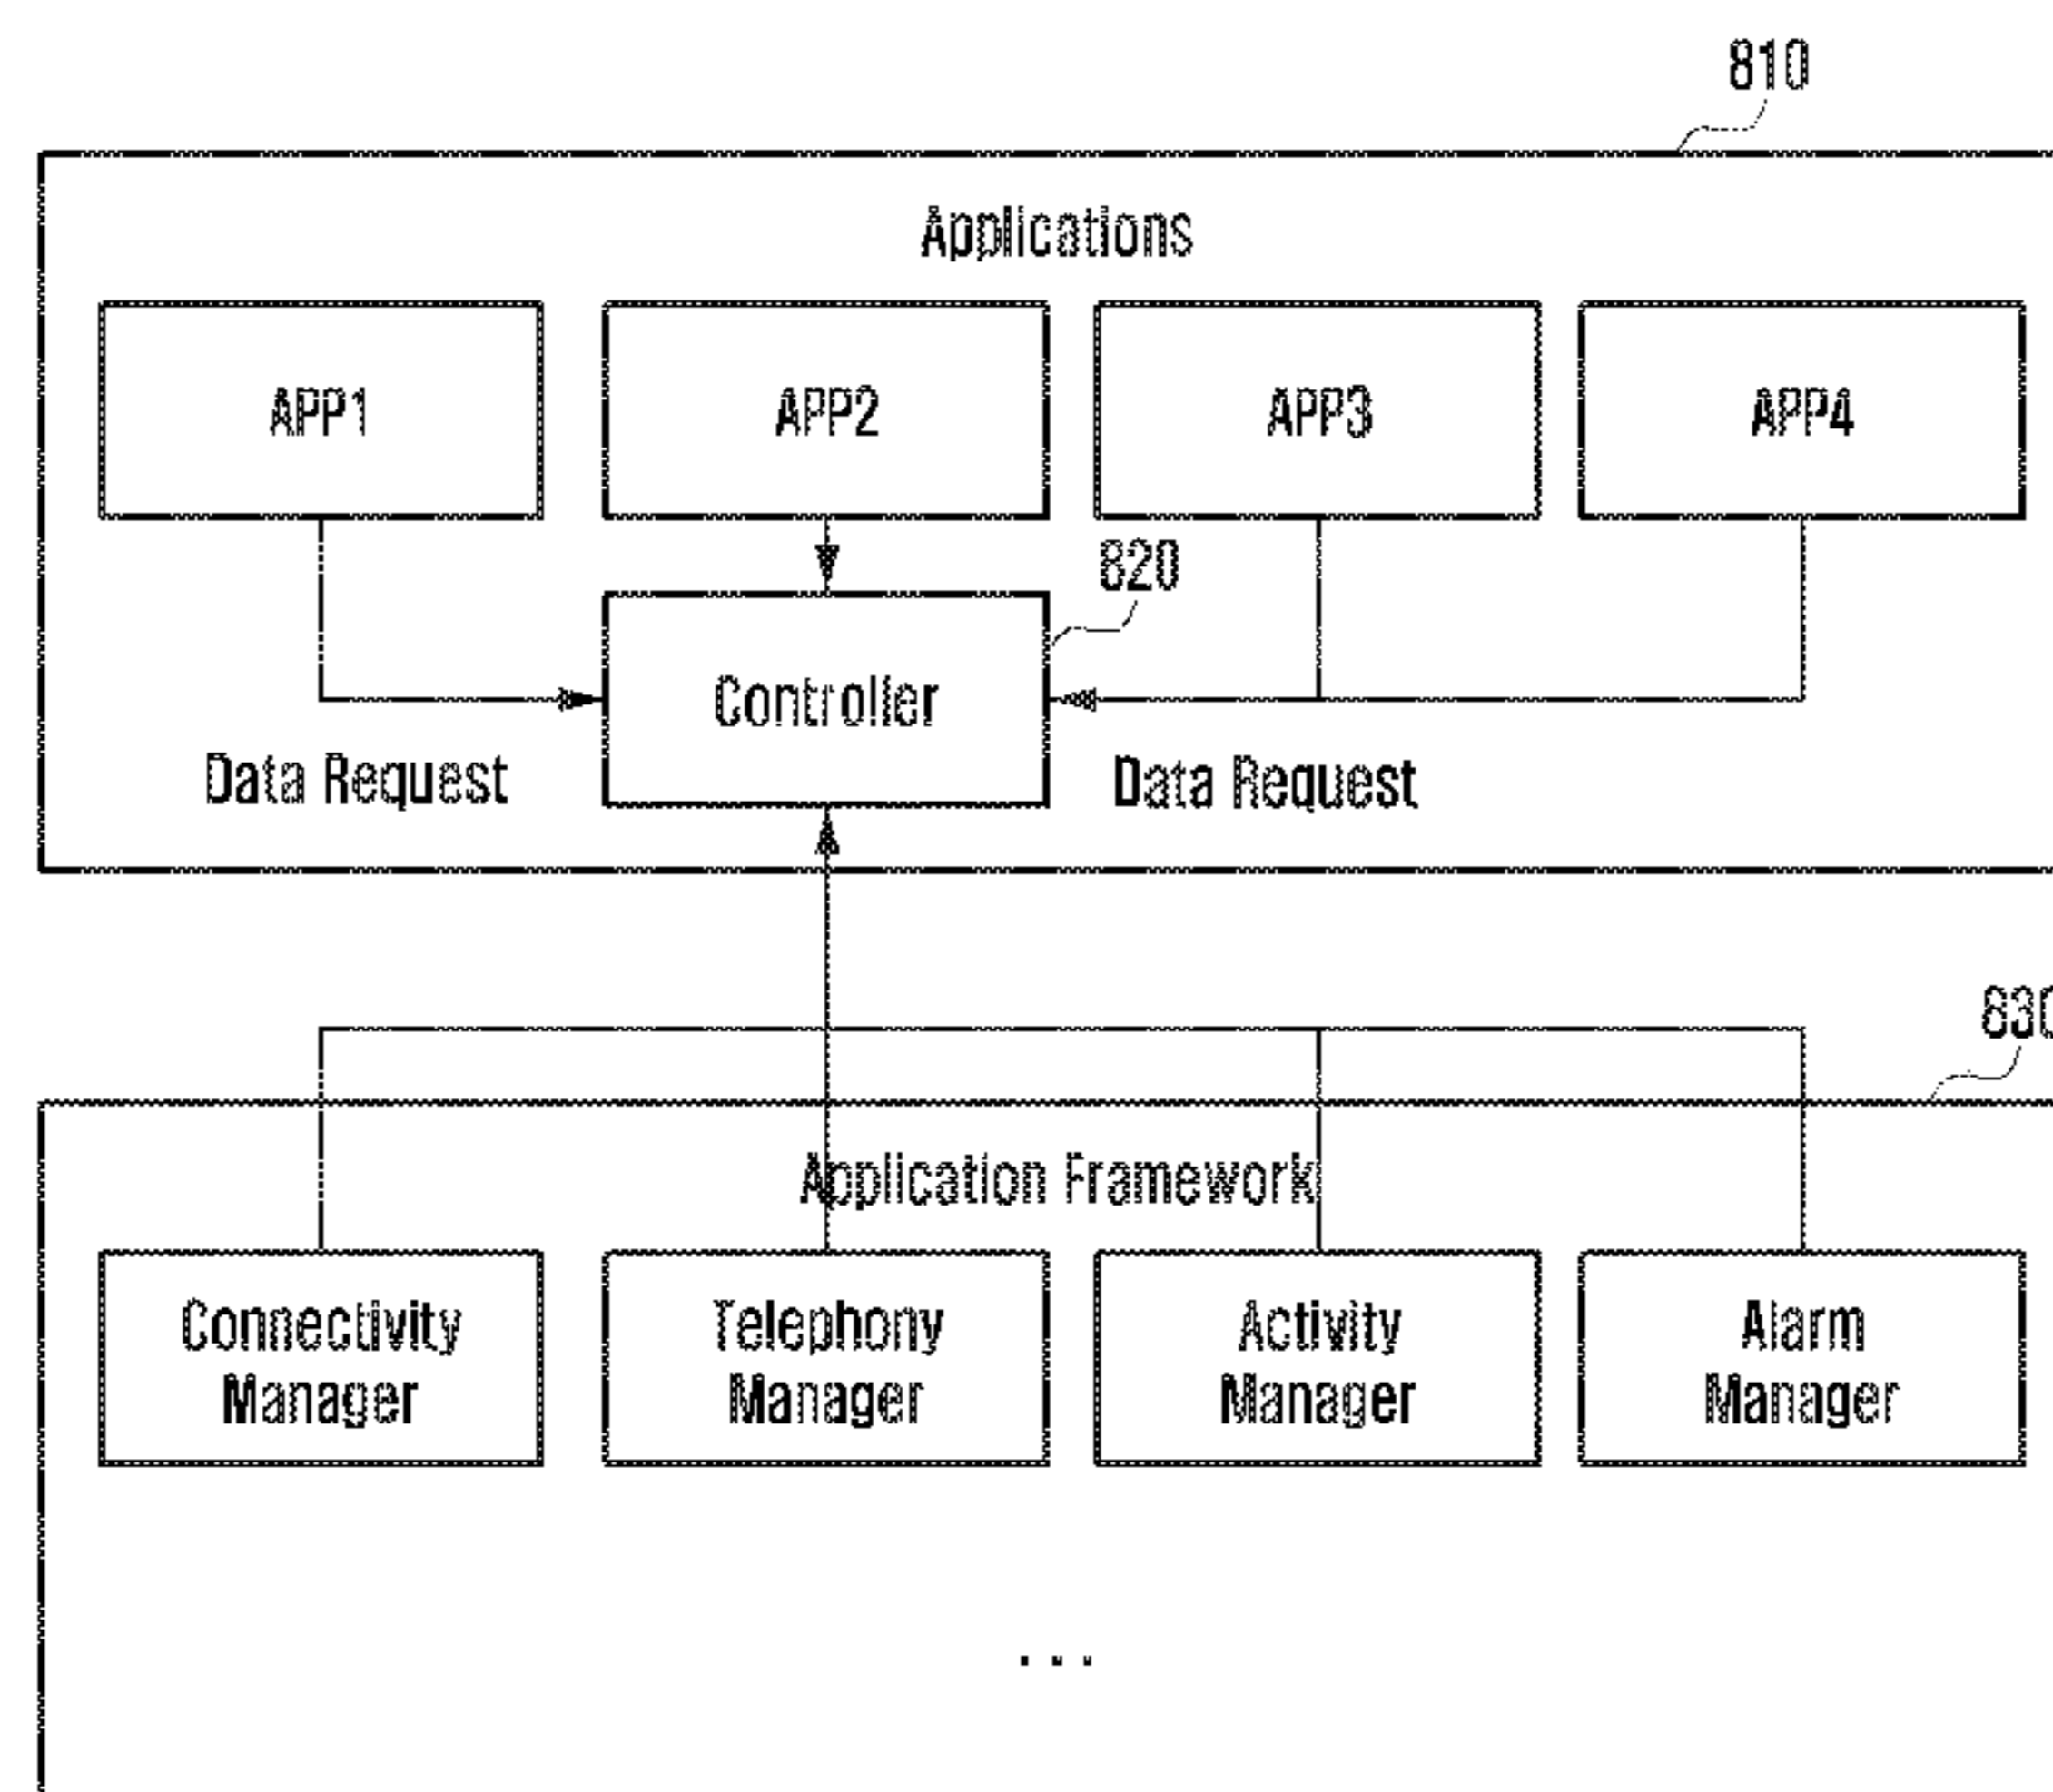 810
Applications
APP1
APP2
APP3
APP4
820
Controller
Data Request
Data Request
830
Application Framework
Connectivity
Manager
Telephony
Manager
Activity
Manager
Alarm
Manager
...